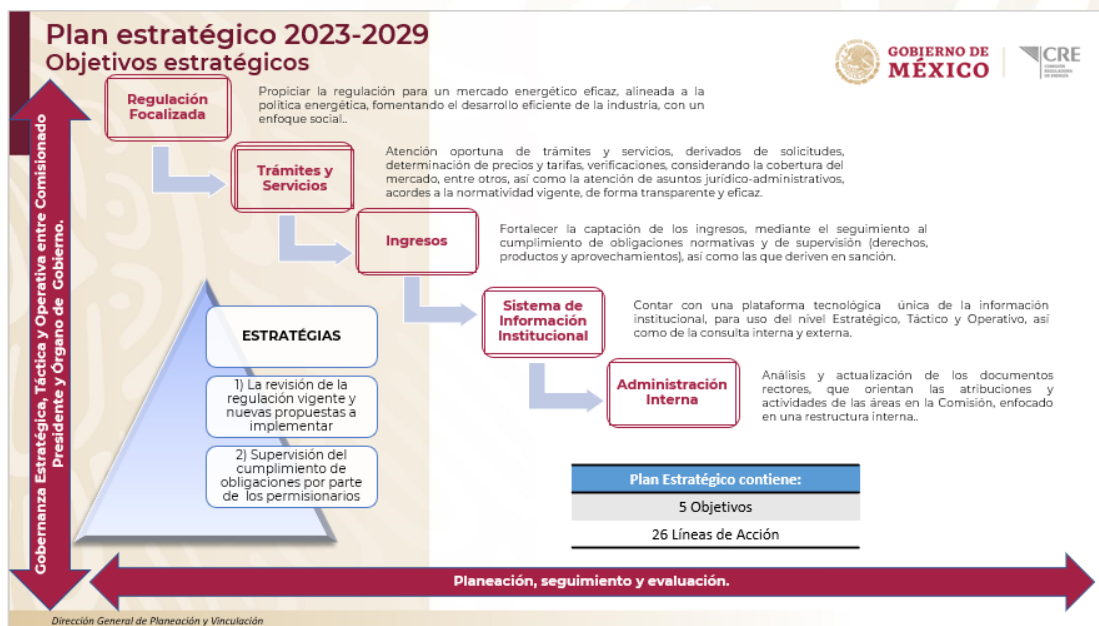 Plan estratégico 2023-2029
Objetivos estratégicos
GOBIERNO DE
MÉXICO
CRE
COMISIÓN
REGULADORA
DE ENERGÍA
Gobernanza Estratégica, Táctica y Operativa entre Comisionado
Presidente y Órgano de Gobierno.
Regulación
Focalizada
Propiciar la regulación para un mercado energético eficaz, alineada a la
política energética, fomentando el desarrollo eficiente de la industria, con un
enfoque social..
Trámites y
Servicios
Atención oportuna de trámites y servicios, derivados de solicitudes,
determinación de precios y tarifas, verificaciones, considerando la cobertura del
mercado, entre otros, así como la atención de asuntos jurídico-administrativos,
acordes a la normatividad vigente, de forma transparente y eficaz.
Ingresos
Fortalecer la captación de los ingresos, mediante el seguimiento al
cumplimiento de obligaciones normativas y de supervisión (derechos,
productos y aprovechamientos), así como las que deriven en sanción.
Sistema de
Información
Institucional
Contar con una plataforma tecnológica única de la información
institucional, para uso del nivel Estratégico, Táctico y Operativo, así
como de la consulta interna y externa.
Administración
Interna
Análisis y actualización de los documentos
rectores, que orientan las atribuciones y
actividades de las áreas en la Comisión, enfocado
en una restructura interna..
ESTRATÉGIAS
1) La revisión de la
regulación vigente y
nuevas propuestas a
implementar
2) Supervisión del
cumplimiento de
obligaciones por parte
de los permisionarios
Plan Estratégico contiene:
5 Objetivos
26 Líneas de Acción
Planeación, seguimiento y evaluación.
Dirección General de Planeación y Vinculación